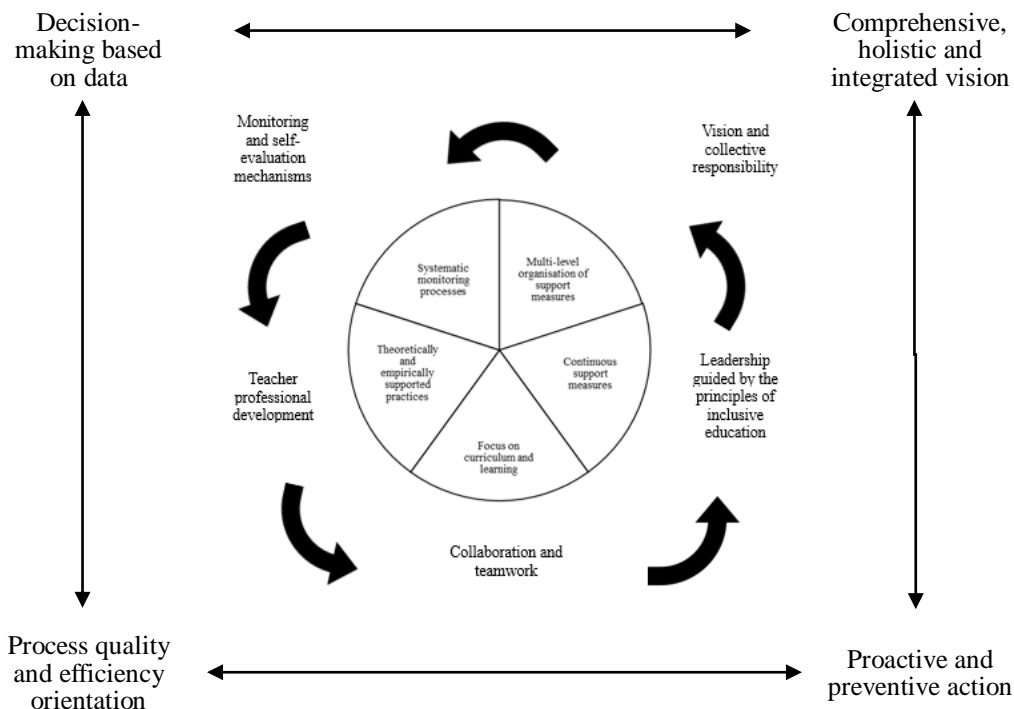 Decision-
making based
on data
Comprehensive,
holistic and
integrated vision
Monitoring
and self-
evaluation
mechanisms
Vision and
collective
responsibility
Systematic
monitoring
processes
Multi-level
organisation of
support
measures
Theoretically
and
empirically
supported
practices
Continuous
support
measures
Focus on
curriculum and
learning
Teacher
professional
development
Leadership
guided by the
principles of
inclusive
education
Collaboration and
teamwork
Process quality
and efficiency
orientation
Proactive and
preventive action